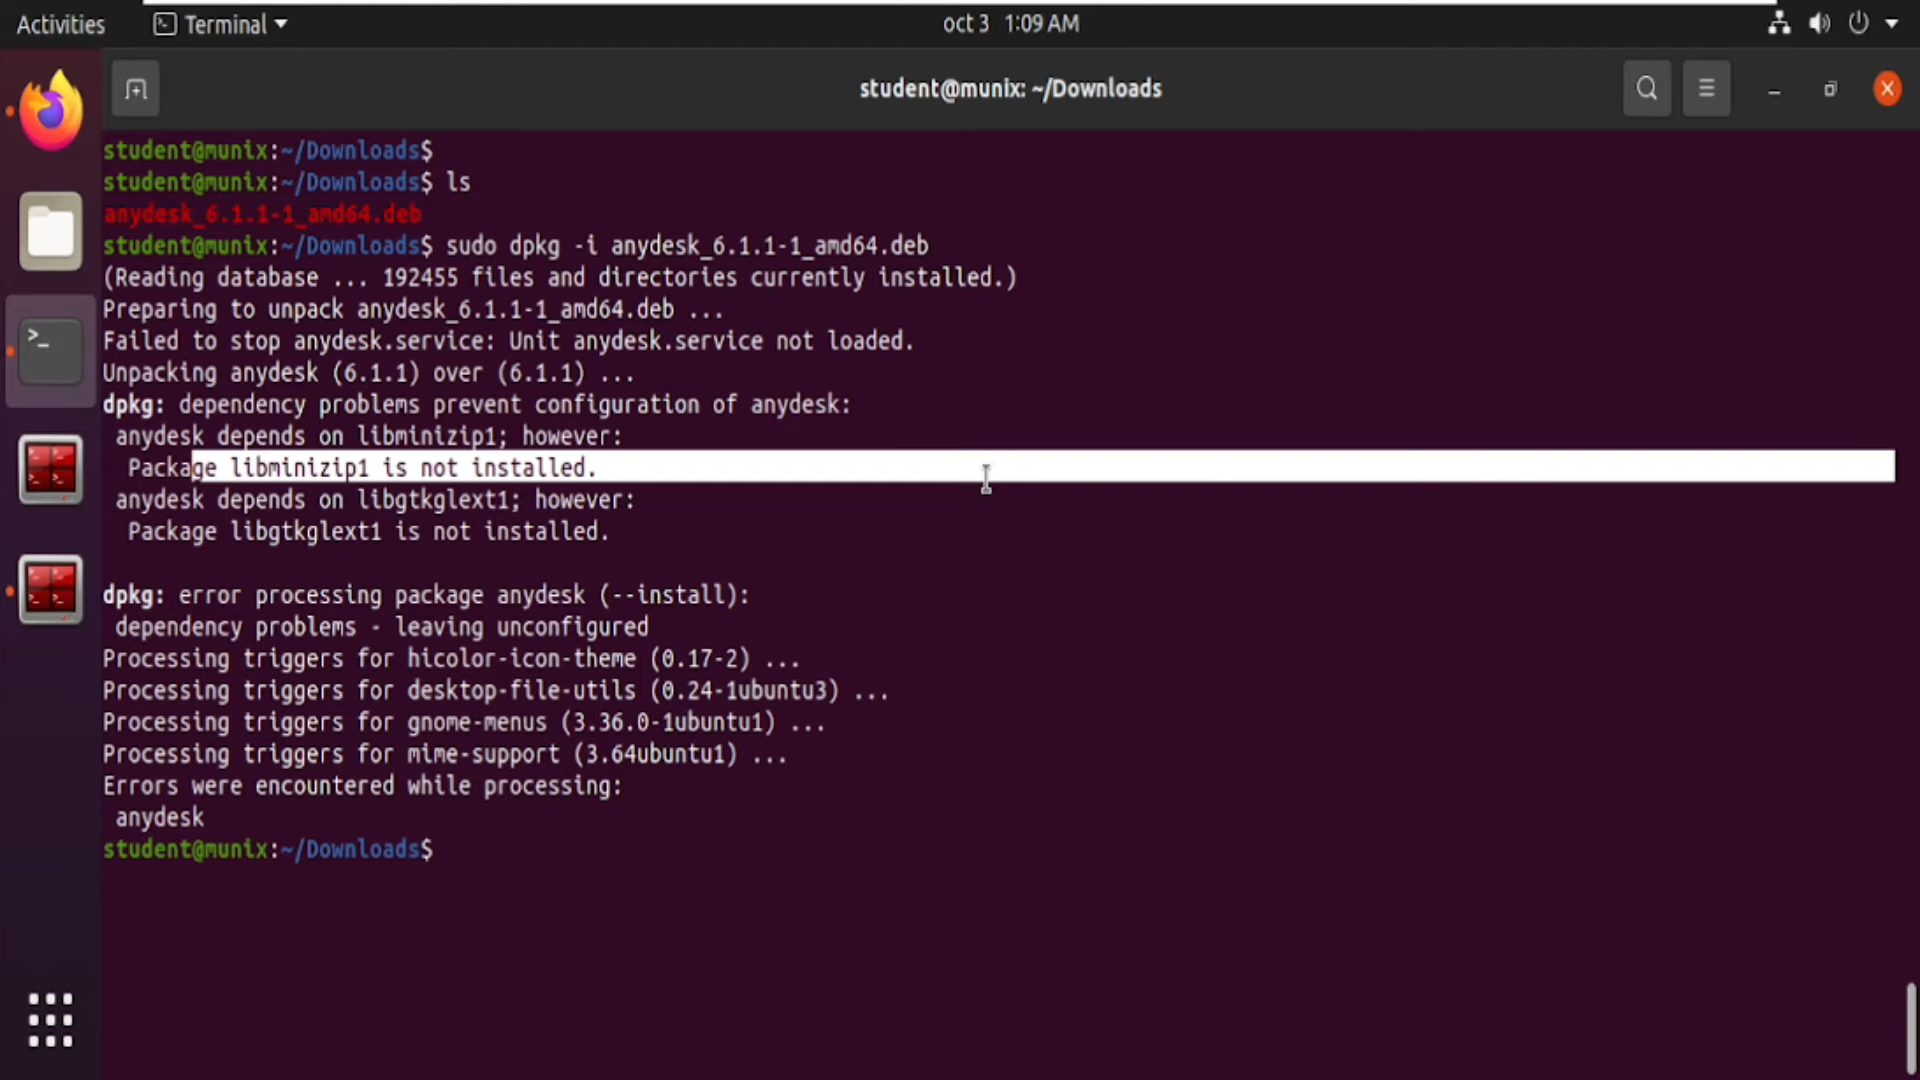 Activities
Terminal
oct 3 1:09 AM
student@munix: ~/Downloads
student@munix:~/Downloads$
student@munix:~/Downloads$ ls
anydesk_6.1.1-1_amd64.deb
student@munix:~/Downloads$ sudo dpkg -i anydesk_6.1.1-1_amd64.deb
(Reading database ... 192455 files and directories currently installed.)
Preparing to unpack anydesk_6.1.1-1_amd64.deb ...
Failed to stop anydesk.service: Unit anydesk.service not loaded.
Unpacking anydesk (6.1.1) over (6.1.1) ...
dpkg: dependency problems prevent configuration of anydesk:
 anydesk depends on libminizip1; however:
  Package libminizip1 is not installed.
 anydesk depends on libgtkglext1; however:
  Package libgtkglext1 is not installed.
dpkg: error processing package anydesk (--install):
 dependency problems - leaving unconfigured
Processing triggers for hicolor-icon-theme (0.17-2) ...
Processing triggers for desktop-file-utils (0.24-1ubuntu3) ...
Processing triggers for gnome-menus (3.36.0-1ubuntu1) ...
Processing triggers for mime-support (3.64ubuntu1) ...
Errors were encountered while processing:
 anydesk
student@munix:~/Downloads$